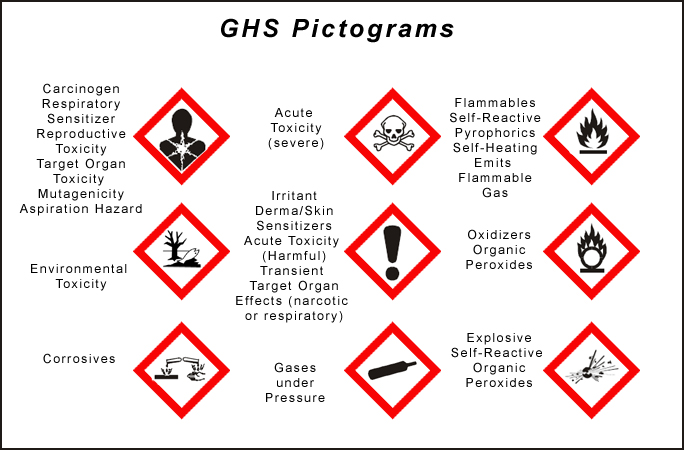 GHS Pictograms
Carcinogen
Respiratory
Sensitizer
Reproductive
Toxicity
Target Organ
Toxicity
Mutagenicity
Aspiration Hazard
Acute
Toxicity
(severe)
Flammables
Self-Reactive
Pyrophorics
Self-Heating
Emits
Flammable
Gas
Environmental
Toxicity
Irritant
Derma/Skin
Sensitizers
Acute Toxicity
(Harmful)
Transient
Target Organ
Effects (narcotic
or respiratory)
Oxidizers
Organic
Peroxides
Corrosives
Gases
under
Pressure
Explosive
Self-Reactive
Organic
Peroxides